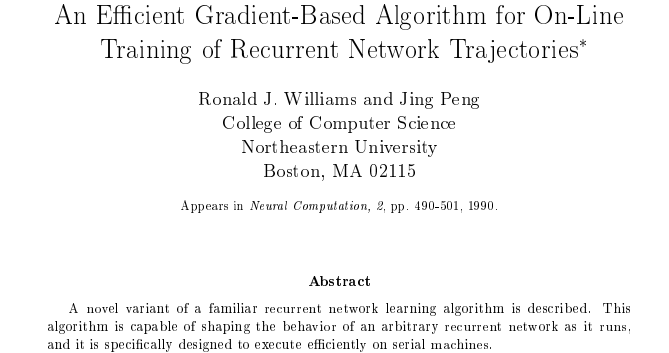 An Efficient Gradient-Based Algorithm for On-Line
Training of Recurrent Network Trajectories*
Ronald J. Williams and Jing Peng
College of Computer Science
Northeastern University
Boston, MA 02115
Appears in Neural Computation, 2, pp. 490-501, 1990.
Abstract
A novel variant of a familiar recurrent network learning algorithm is described. This
algorithm is capable of shaping the behavior of an arbitrary recurrent network as it runs,
and it is specifically designed to execute efficiently on serial machines.